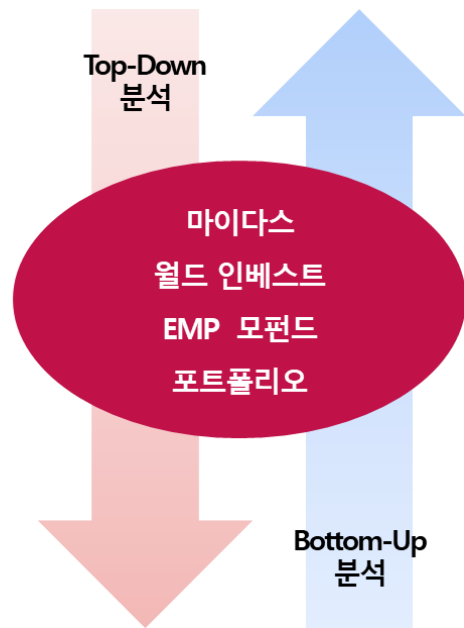 Top-Down
분석
마이다스
월드 인베스트
EMP 모펀드
포트폴리오
Bottom-Up
분석